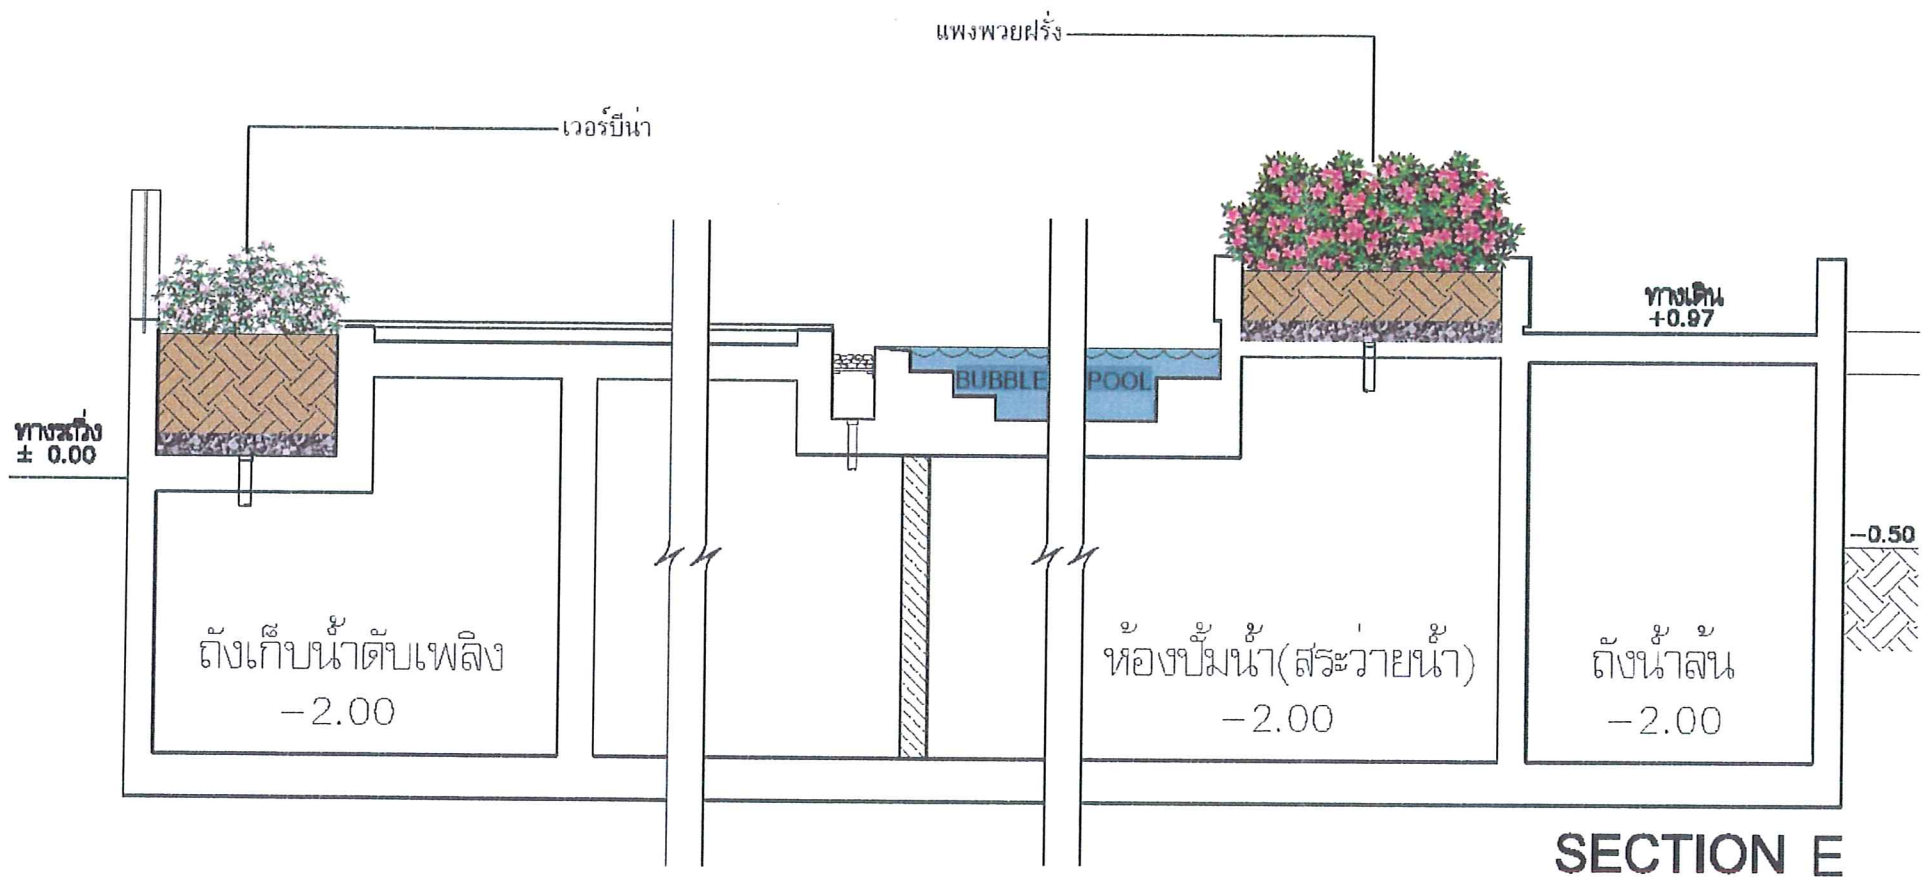 แพงพวยฝรั่ง
เวอร์บีน่า
ทางเดิน
+0.97
BUBBLE POOL
ทางรถวิ่ง
± 0.00
-0.50
ถังเก็บน้ำดับเพลิง
-2.00
ห้องปั้มน้ำ(สระว่ายน้ำ)
-2.00
ถังน้ำล้น
-2.00
SECTION E